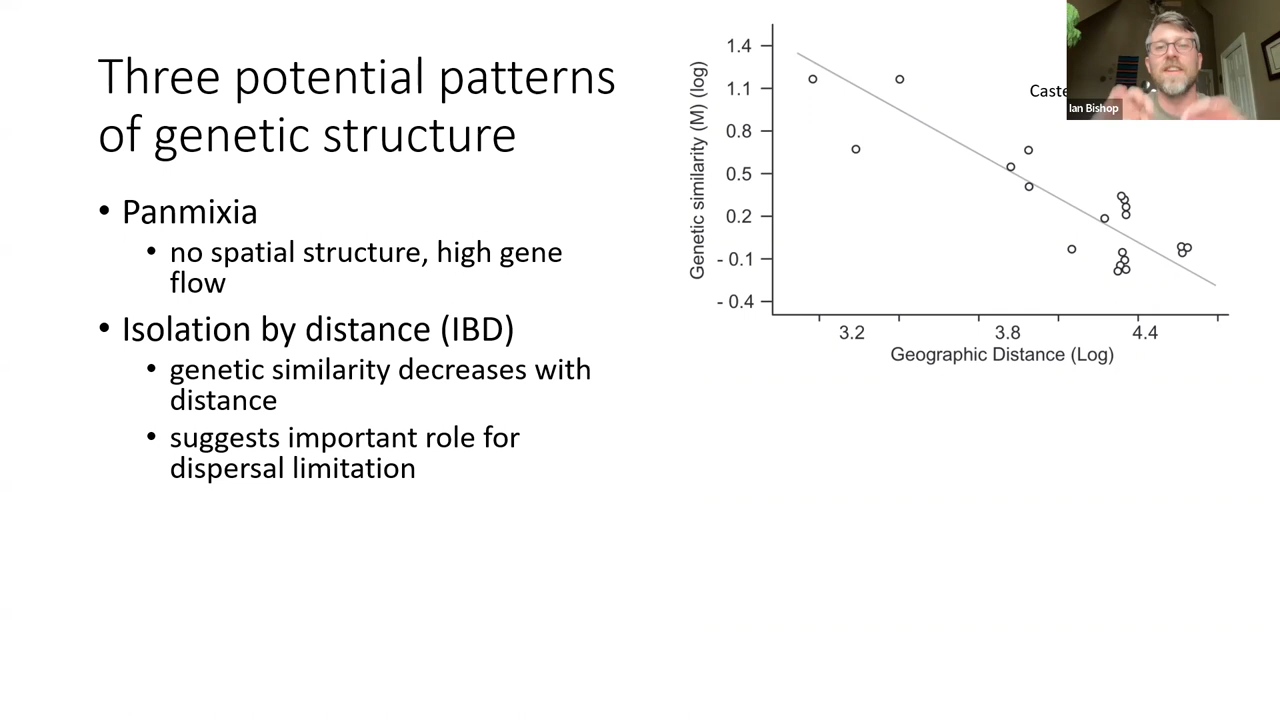 Three potential patterns
of genetic structure
• Panmixia
• no spatial structure, high gene
flow
• Isolation by distance (IBD)
• genetic similarity decreases with
distance
• suggests important role for
dispersal limitation
Genetic similarity (M) (log)
1.4
1.1
0.8
0.5
0.2
- 0.1
- 0.4
3.2 3.8 4.4
Geographic Distance (Log)
Ian Bishop